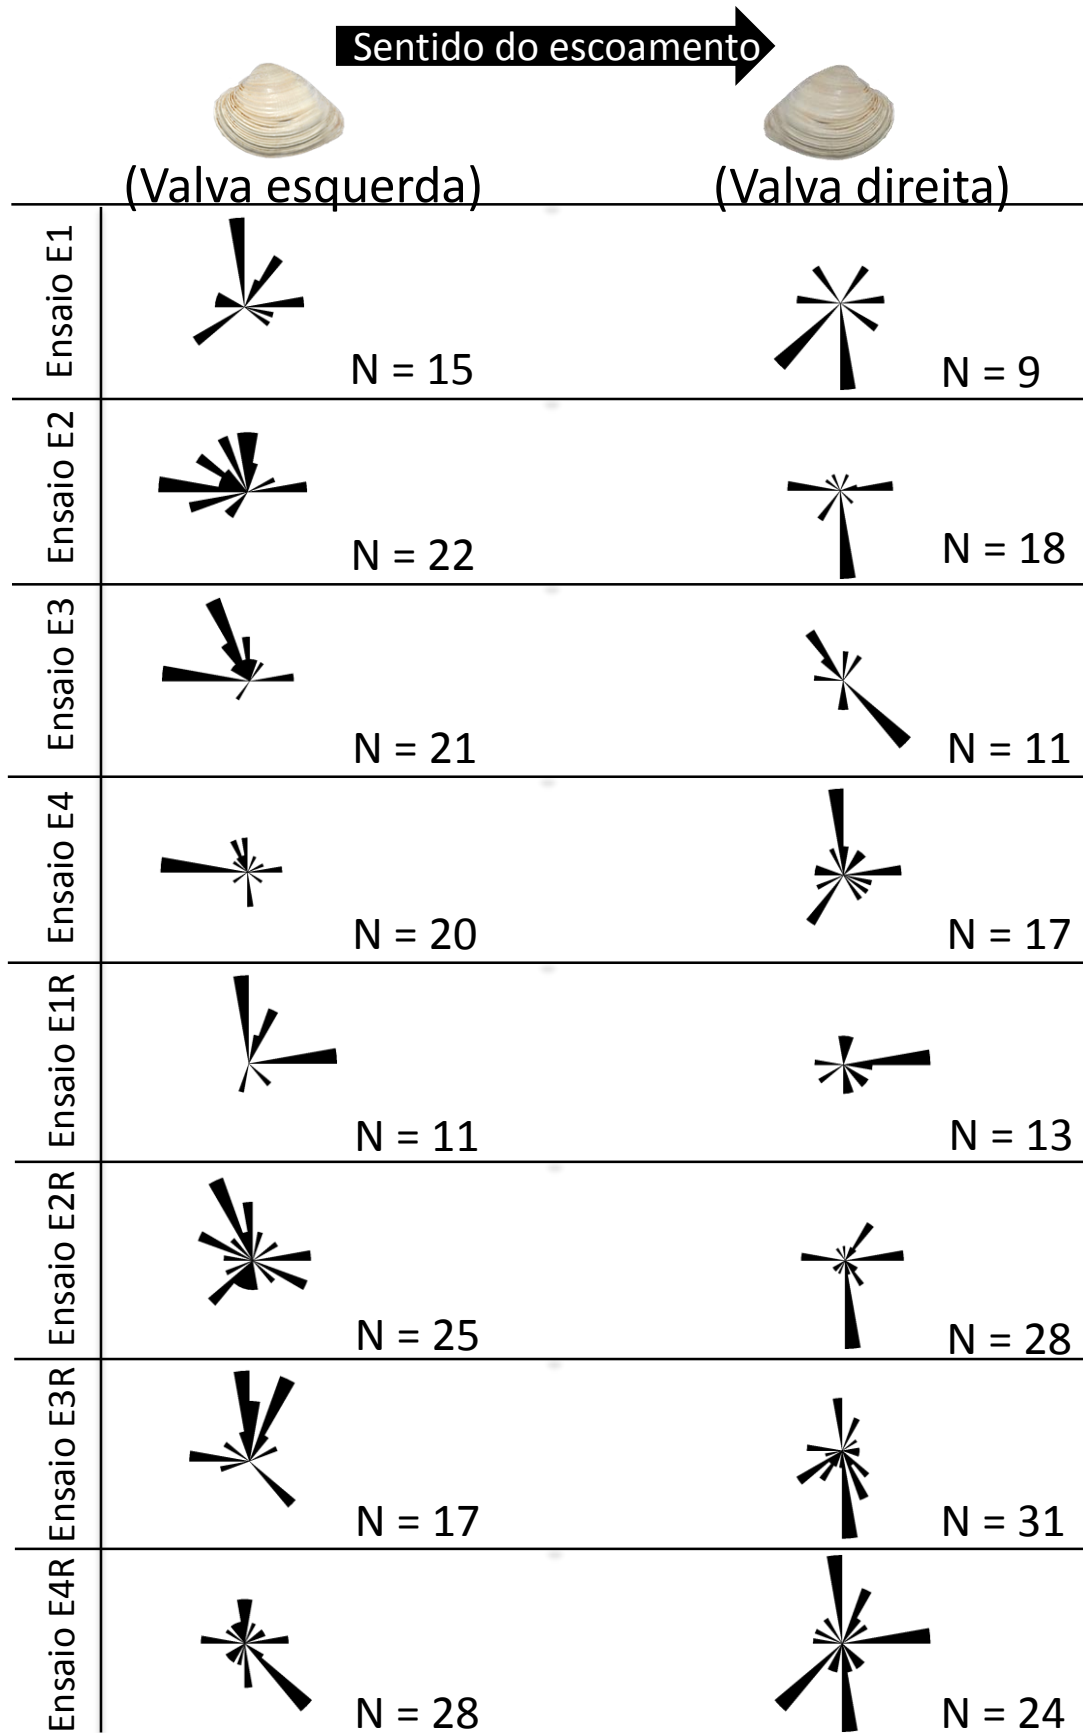 Sentido do escoamento
(Valva esquerda)
(Valva direita)
Ensaio E1
N = 15
N = 9
Ensaio E2
N = 22
N = 18
Ensaio E3
N = 21
N = 11
Ensaio E4
N = 20
N = 17
Ensaio E1R
N = 11
N = 13
Ensaio E2R
N = 25
N = 28
Ensaio E3R
N = 17
N = 31
Ensaio E4R
N = 28
N = 24